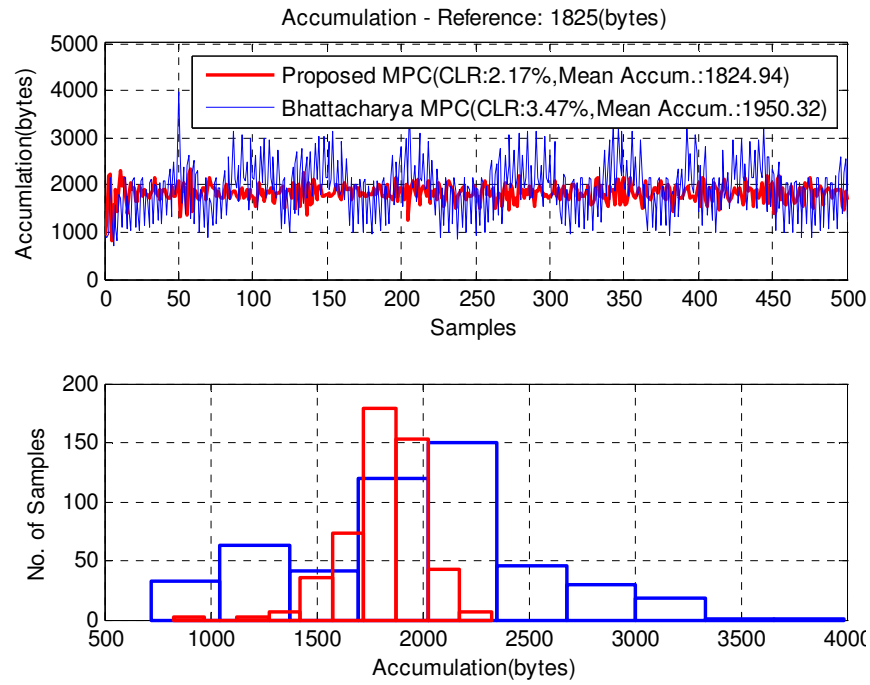 Accumulation - Reference: 1825(bytes)
Accumlation(bytes)
5000
4000
3000
2000
1000
0
Proposed MPC(CLR:2.17%,Mean Accum.:1824.94)
Bhattacharya MPC(CLR:3.47%,Mean Accum.:1950.32)
0 50 100 150 200 250 300 350 400 450 500
Samples
No. of Samples
200
150
100
50
0
500 1000 1500 2000 2500 3000 3500 4000
Accumulation(bytes)